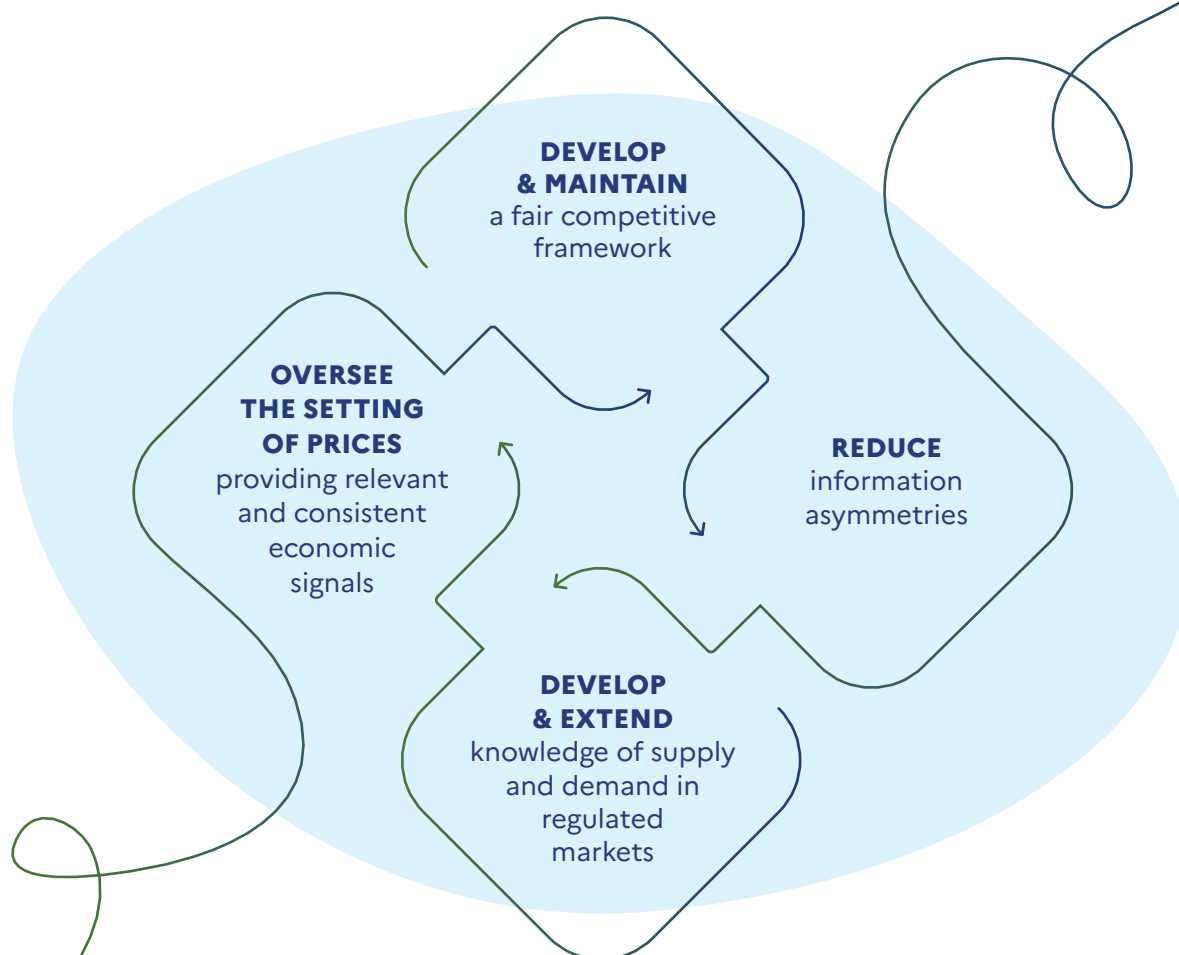 DEVELOP
& MAINTAIN
a fair competitive
framework
OVERSEE
THE SETTING
OF PRICES
providing relevant
and consistent
economic
signals
REDUCE
information
asymmetries
DEVELOP
& EXTEND
knowledge of supply
and demand in
regulated
markets